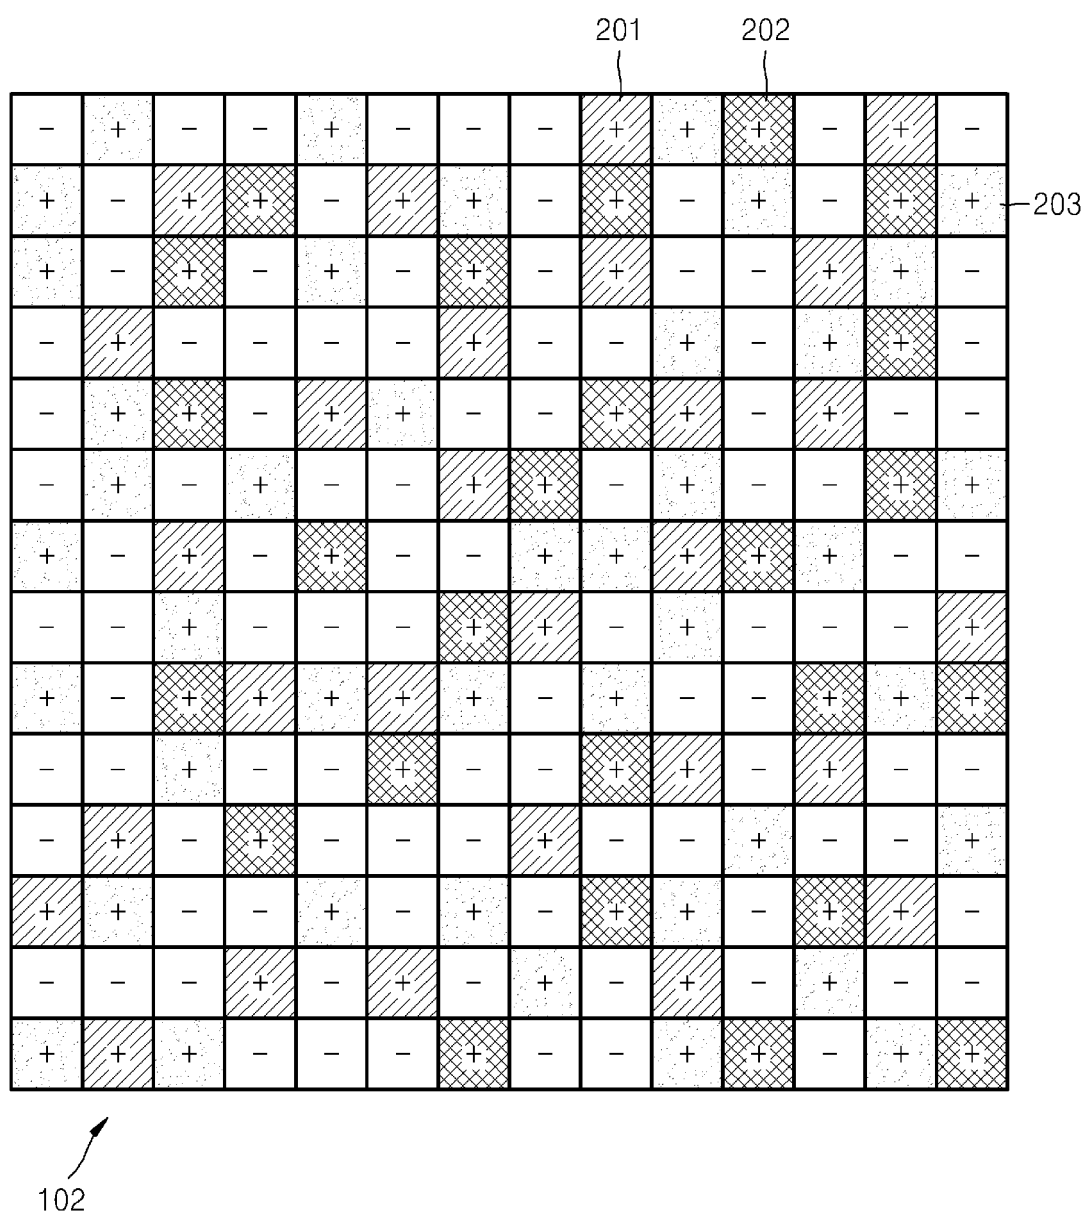 201 202
− + − − + − − − + + + − + −
+ − + + − + + − + − + − + + 203
+ − + − + − + − + − − + + −
− + − − − − + − − + − + + −
− + + − + + − − + + − + − −
− + − + − − + + − + − − + +
+ − + − + − − + + + + + − −
− − + − − − + + − + − − − +
+ − + + + + + − + − − + + +
− − + − − + − − + + − + − −
− + − + − − − + − − + − − +
+ + − − + − + − + + − + + −
− − − + − + − + − + − + − −
+ + + − − − + − − + + − + +
102